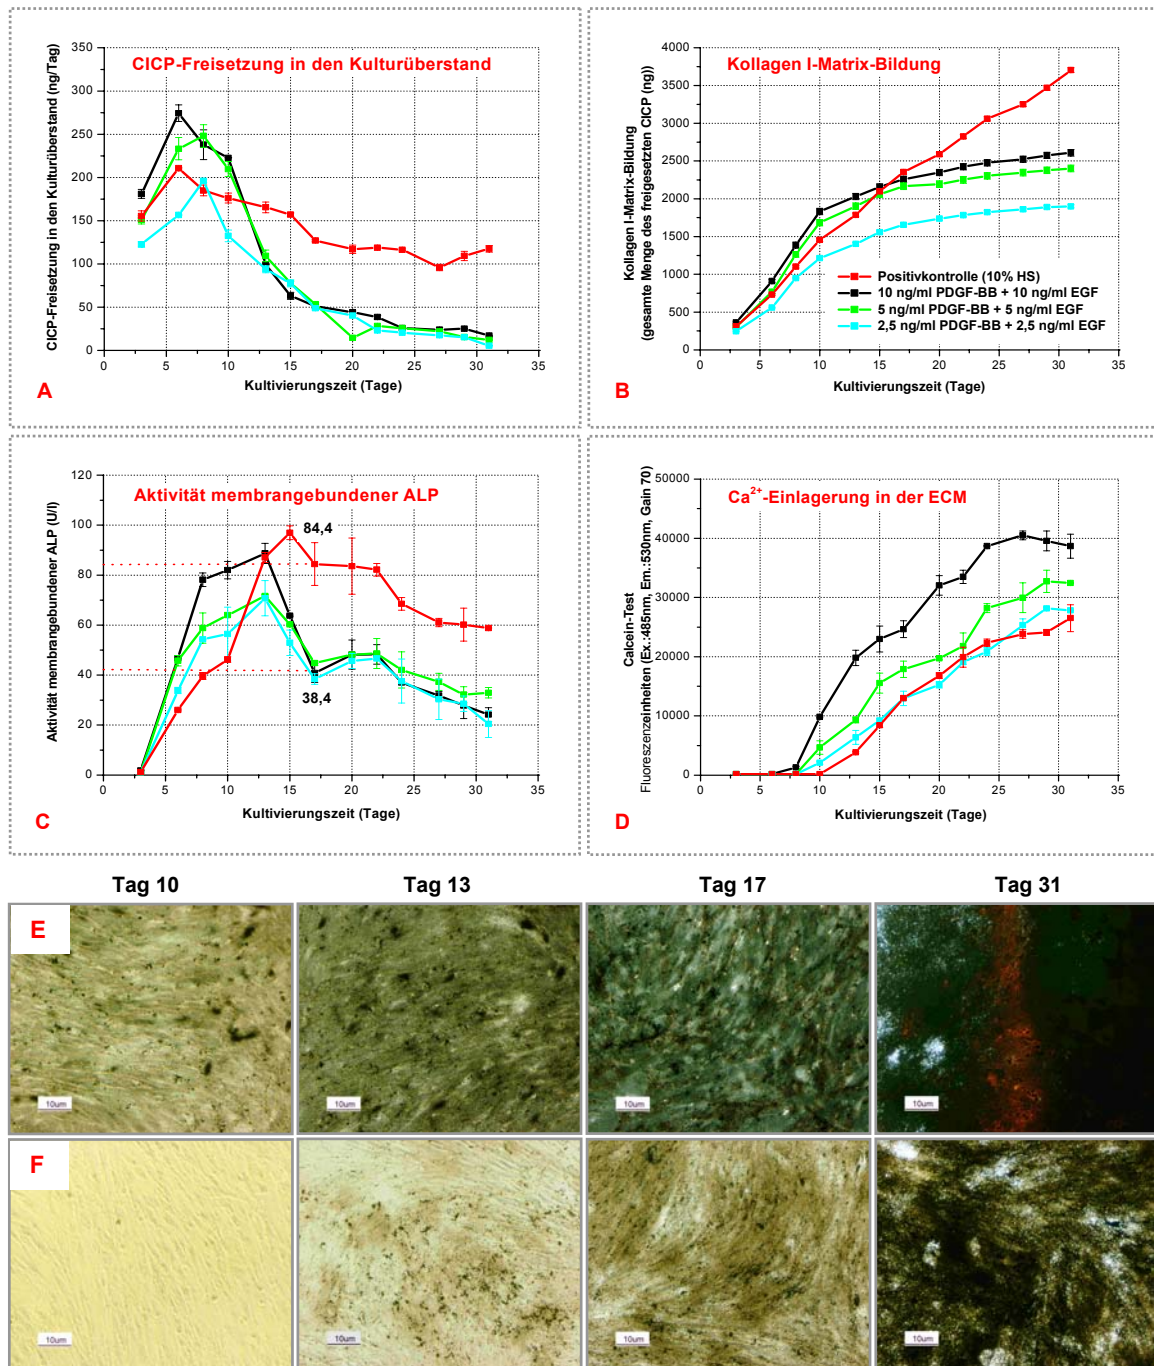 CICP-Freisetzung in den Kulturüberstand
CICP-Freisetzung in den Kulturüberstand (ng/Tag)
350
300
250
200
150
100
50
0
0 5 10 15 20 25 30 35
Kultivierungszeit (Tage)
A
Kollagen I-Matrix-Bildung
Kollagen I-Matrix-Bildung
(gesamte Menge des freigesetzten CICP (ng))
4000
3500
3000
2500
2000
1500
1000
500
0
Positivkontrolle (10% HS)
10 ng/ml PDGF-BB + 10 ng/ml EGF
5 ng/ml PDGF-BB + 5 ng/ml EGF
2,5 ng/ml PDGF-BB + 2,5 ng/ml EGF
0 5 10 15 20 25 30 35
Kultivierungszeit (Tage)
B
Aktivität membrangebundener ALP
Aktivität membrangebundener ALP (U/l)
120
100
80
60
40
20
0
84,4
38,4
0 5 10 15 20 25 30 35
Kultivierungszeit (Tage)
C
Ca²⁺-Einlagerung in der ECM
Calcein-Test
Fluoreszenzeinheiten (Ex.:485nm, Em.:530nm, Gain 70)
50000
40000
30000
20000
10000
0
0 5 10 15 20 25 30 35
Kultivierungszeit (Tage)
D
Tag 10 Tag 13 Tag 17 Tag 31
E
10um 10um 10um 10um
F
10um 10um 10um 10um